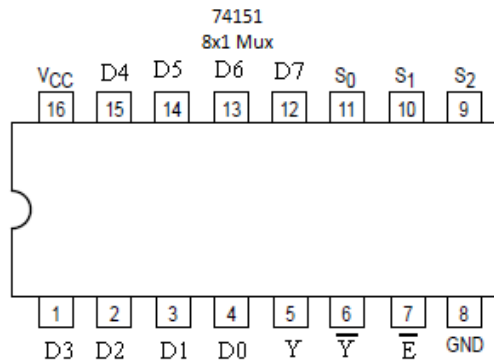 74151
8x1 Mux
VCC D4 D5 D6 D7 S0 S1 S2
16 15 14 13 12 11 10 9
1 2 3 4 5 6 7 8
D3 D2 D1 D0 Y Y̅ E̅ GND